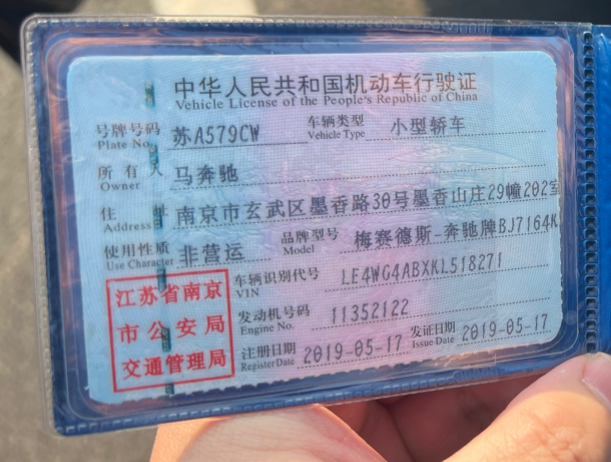 中华人民共和国机动车行驶证
Vehicle License of the People's Republic of China
号牌号码 苏A579CW 车辆类型 小型轿车
Plate No. Vehicle Type
所有人 马奔驰
Owner
住址 南京市玄武区墨香路30号墨香山庄29幢202室
Address
使用性质 非营运 品牌型号 梅赛德斯-奔驰牌BJ7164K
Use Character Model
江苏省南京市公安局交通管理局
车辆识别代号 LE4WG4ABXKL518271
VIN
发动机号码 11352122
Engine No.
注册日期 2019-05-17 发证日期 2019-05-17
Register Date Issue Date